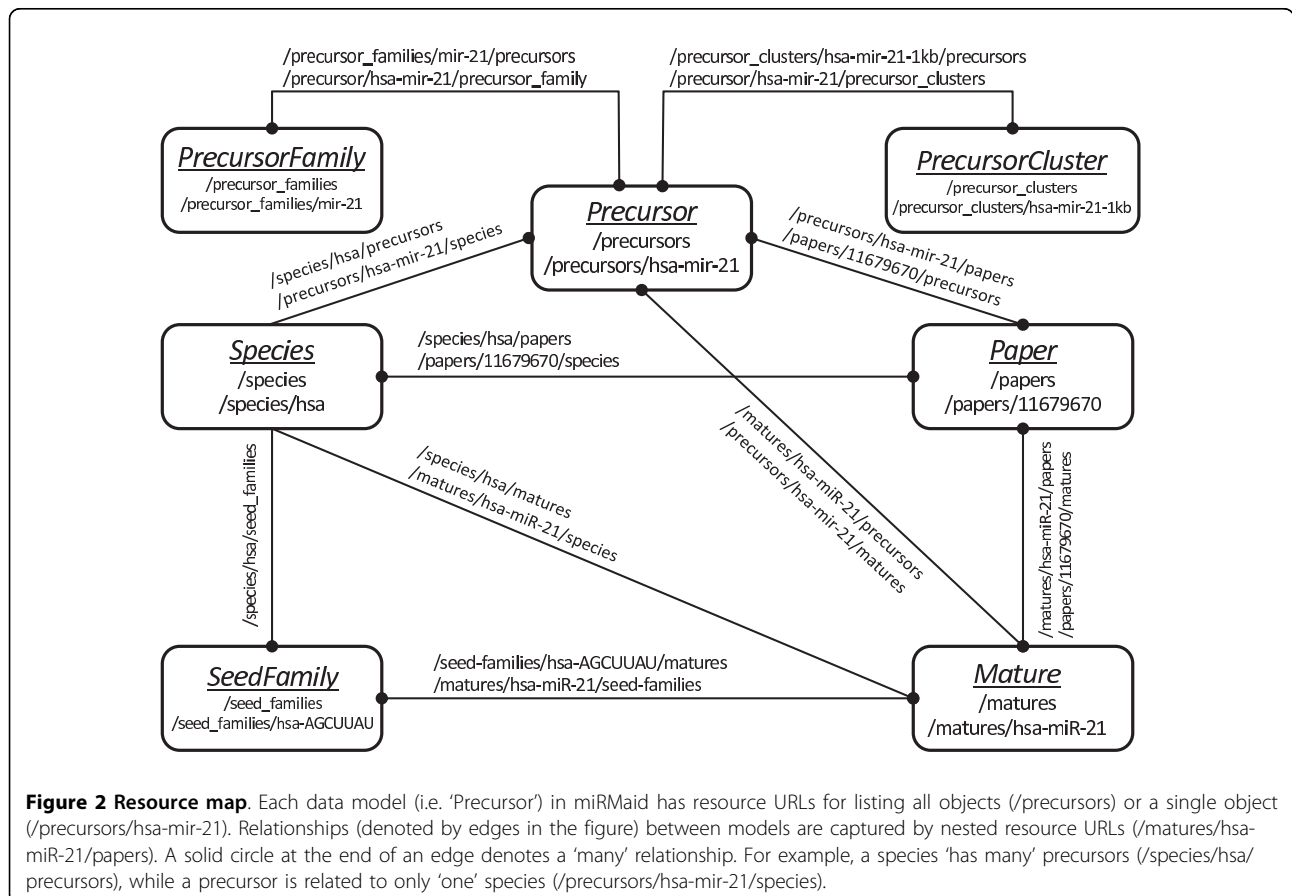 /precursor_families/mir-21/precursors
/precursor/hsa-mir-21/precursor_family
/precursor_clusters/hsa-mir-21-1kb/precursors
/precursor/hsa-mir-21/precursor_clusters
PrecursorFamily
/precursor_families
/precursor_families/mir-21
PrecursorCluster
/precursor_clusters
/precursor_clusters/hsa-mir-21-1kb
Precursor
/precursors
/precursors/hsa-mir-21
/species/hsa/precursors
/precursors/hsa-mir-21/species
/precursors/hsa-mir-21/papers
/papers/11679670/precursors
Species
/species
/species/hsa
/species/hsa/papers
/papers/11679670/species
Paper
/papers
/papers/11679670
/species/hsa/seed_families
/species/hsa/matures
/matures/hsa-miR-21/species
/matures/hsa-miR-21/precursors
/precursors/hsa-mir-21/matures
/matures/hsa-miR-21/papers
/papers/11679670/matures
SeedFamily
/seed_families
/seed_families/hsa-AGCUUAU
/seed-families/hsa-AGCUUAU/matures
/matures/hsa-miR-21/seed-families
Mature
/matures
/matures/hsa-miR-21
Figure 2 Resource map. Each data model (i.e. ‘Precursor’) in miRMaid has resource URLs for listing all objects (/precursors) or a single object
(/precursors/hsa-mir-21). Relationships (denoted by edges in the figure) between models are captured by nested resource URLs (/matures/hsa-
miR-21/papers). A solid circle at the end of an edge denotes a ‘many’ relationship. For example, a species ‘has many’ precursors (/species/hsa/
precursors), while a precursor is related to only ‘one’ species (/precursors/hsa-mir-21/species).